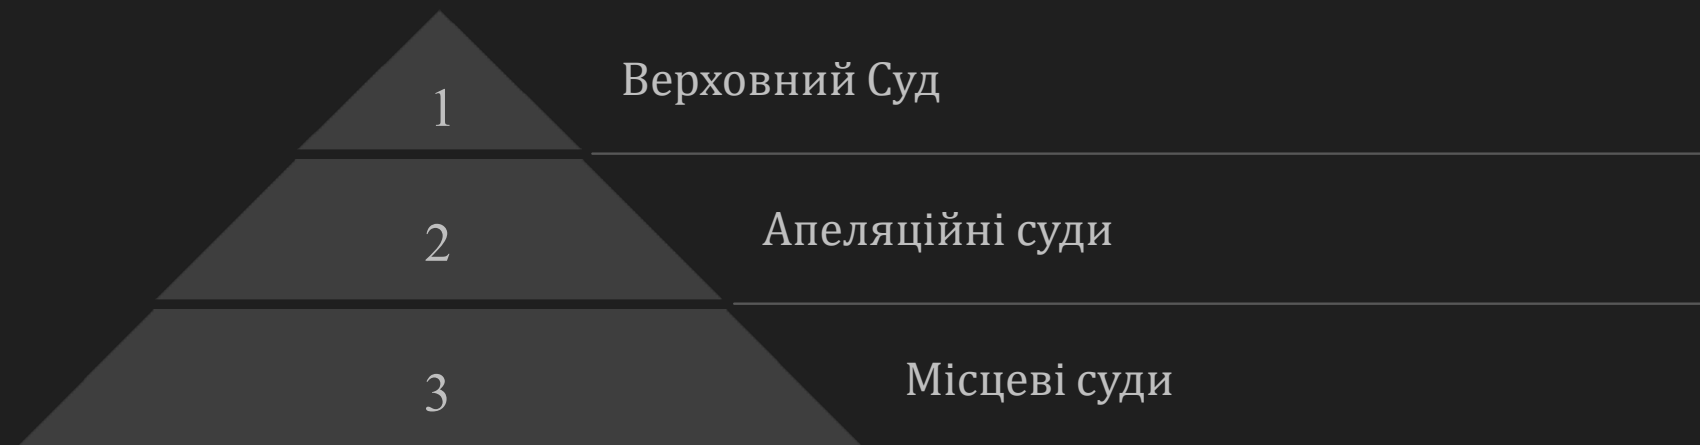 1
Верховний Суд
2
Апеляційні суди
3
Місцеві суди